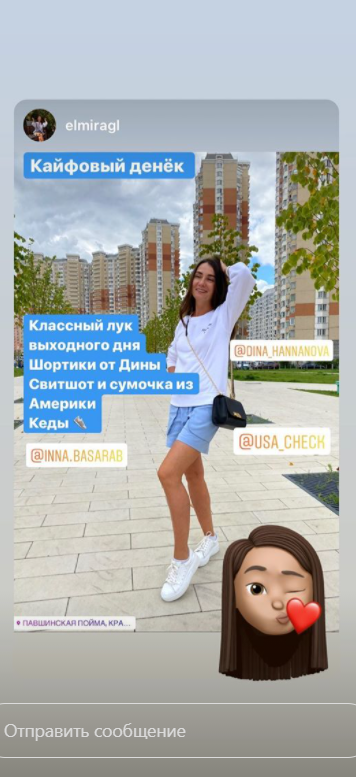 elmiragl
Кайфовый денёк
Классный лук
выходного дня
Шортики от Дины
Свитшот и сумочка из
Америки
Кеды 👟
@DINA_HANNANOVA
@USA_CHECK
@INNA.BASARAB
ПАВШИНСКАЯ ПОЙМА, КРА...
Отправить сообщение